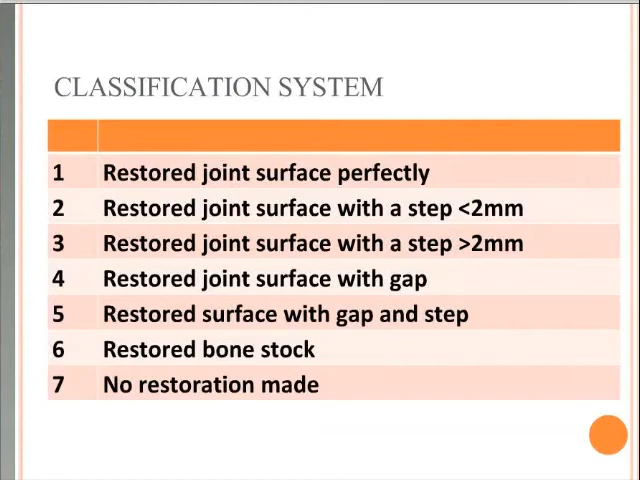 CLASSIFICATION SYSTEM
1 Restored joint surface perfectly
2 Restored joint surface with a step <2mm
3 Restored joint surface with a step >2mm
4 Restored joint surface with gap
5 Restored surface with gap and step
6 Restored bone stock
7 No restoration made